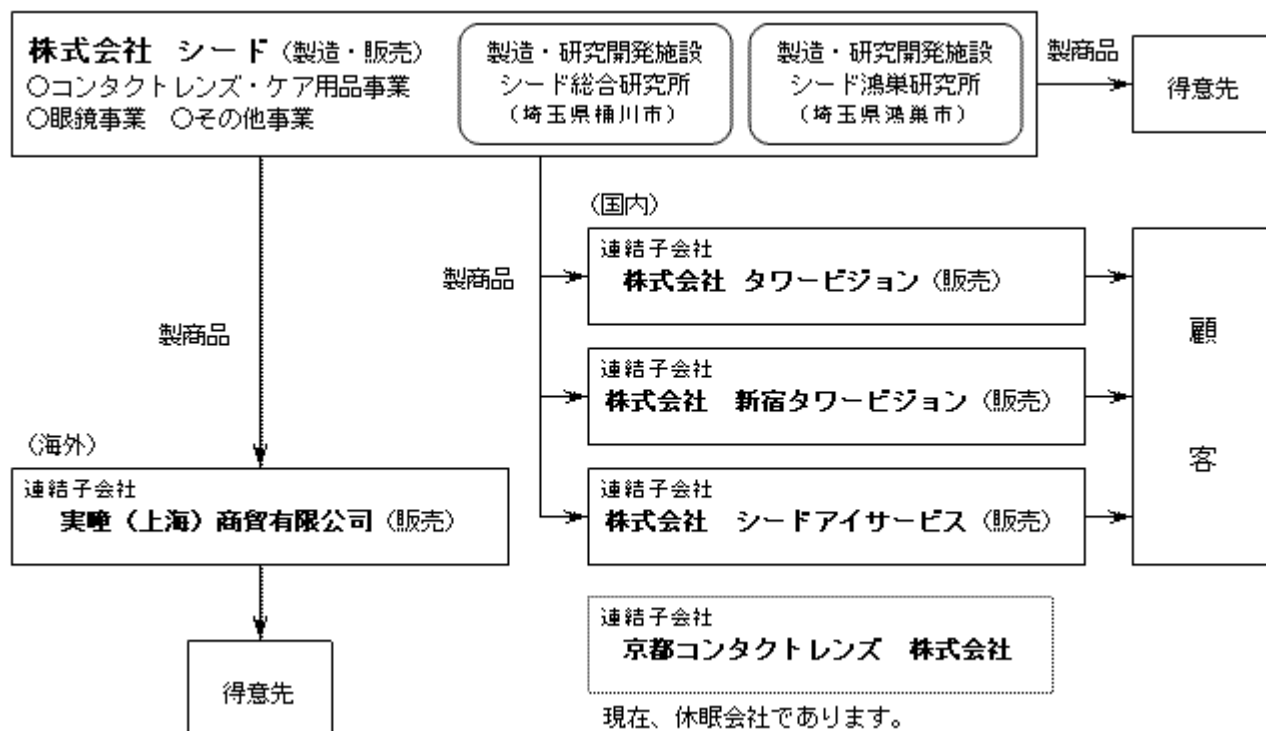 株式会社 シード（製造・販売）
○コンタクトレンズ・ケア用品事業
○眼鏡事業 ○その他事業
製造・研究開発施設
シード総合研究所
（埼玉県桶川市）
製造・研究開発施設
シード鴻巣研究所
（埼玉県鴻巣市）
製商品
得意先
（国内）
製商品
連結子会社
株式会社 タワービジョン（販売）
連結子会社
株式会社 新宿タワービジョン（販売）
連結子会社
株式会社 シードアイサービス（販売）
顧
客
製商品
（海外）
連結子会社
実瞳（上海）商貿有限公司（販売）
得意先
連結子会社
京都コンタクトレンズ 株式会社
現在、休眠会社であります。